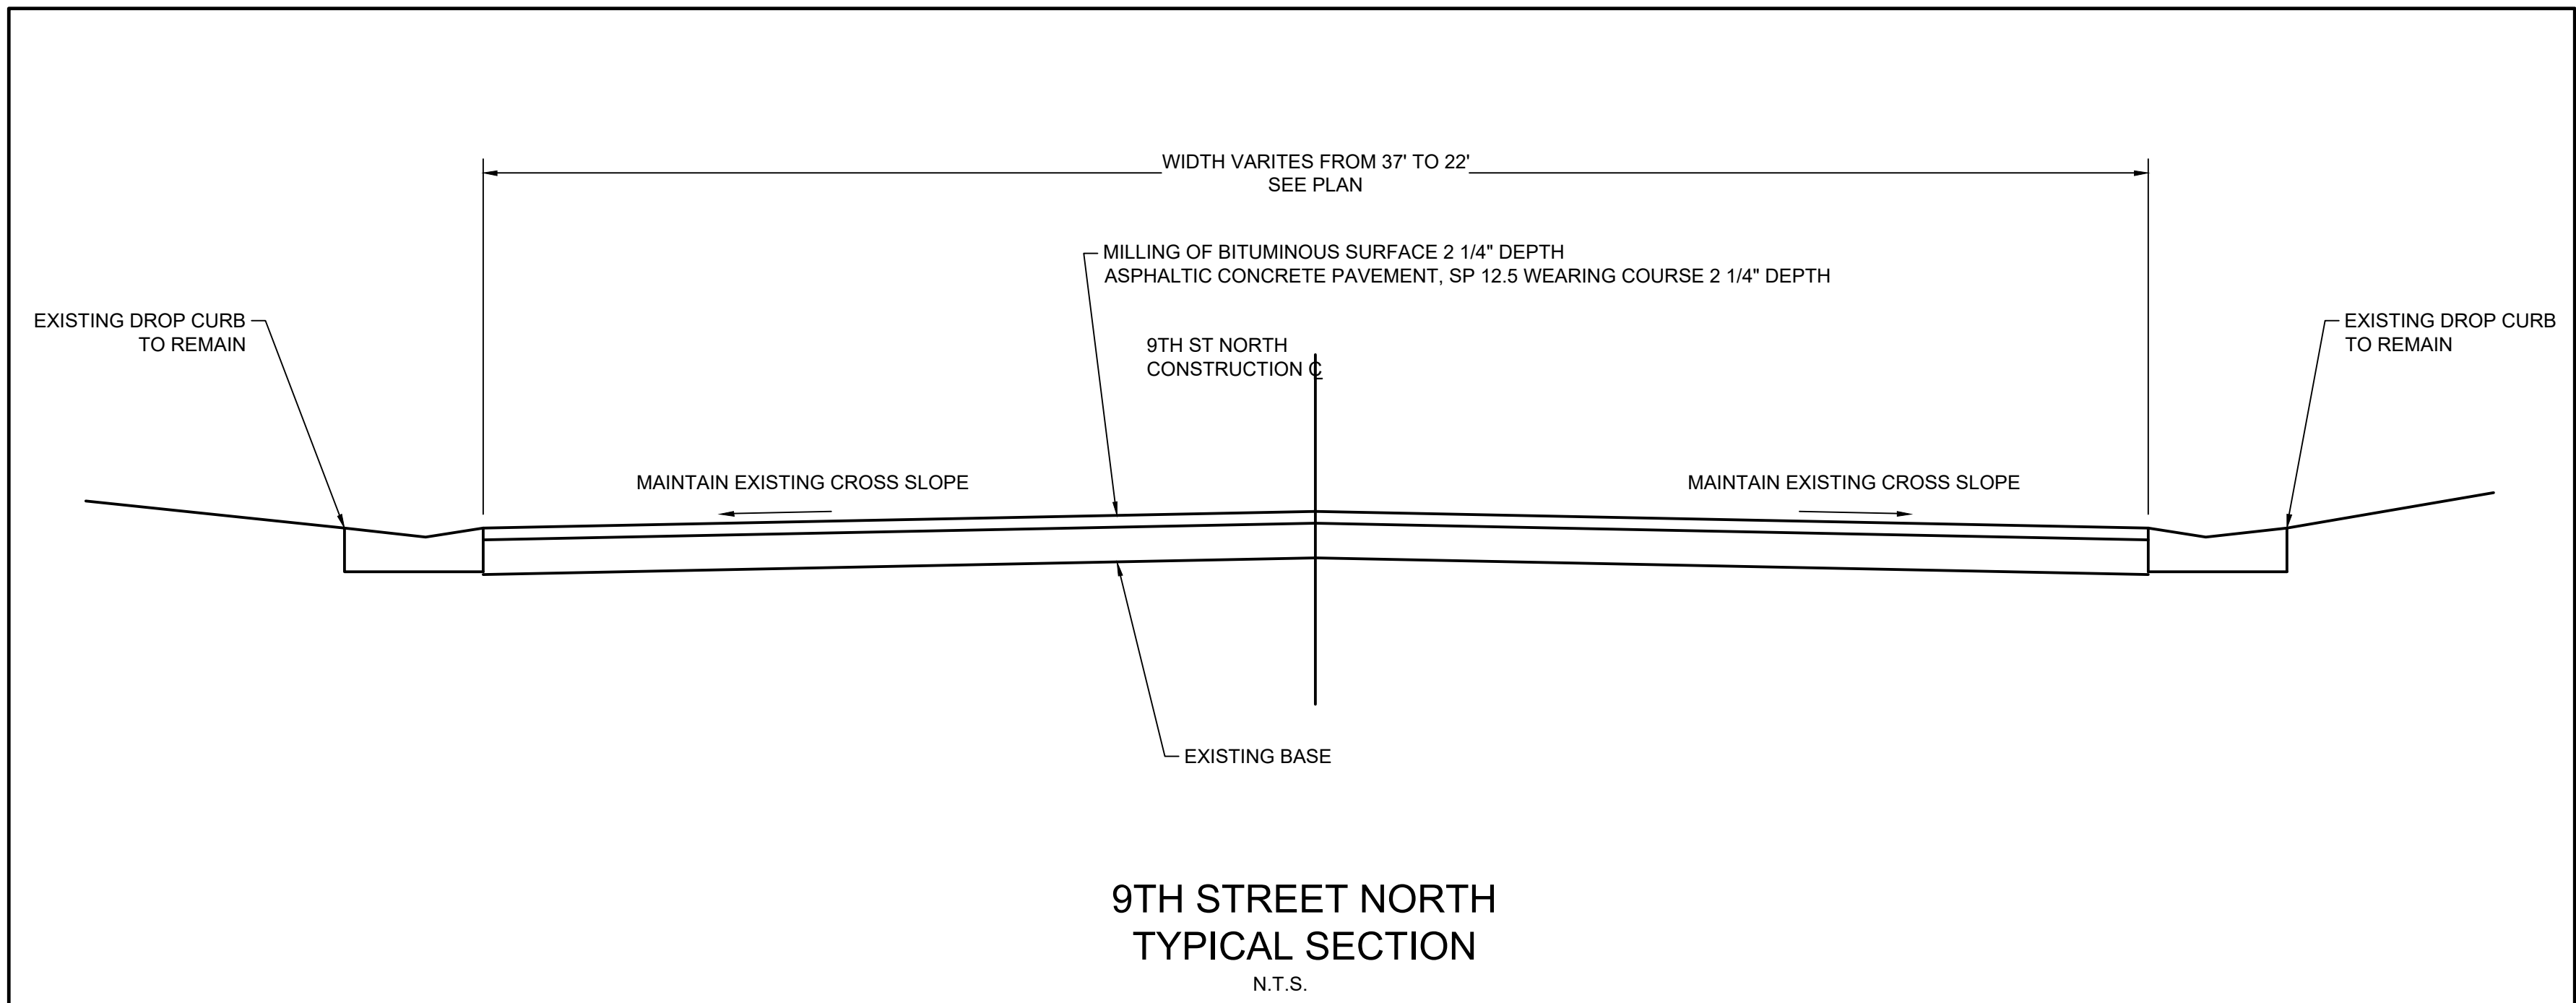 WIDTH VARITES FROM 37' TO 22'
SEE PLAN
MILLING OF BITUMINOUS SURFACE 2 1/4" DEPTH
ASPHALTIC CONCRETE PAVEMENT, SP 12.5 WEARING COURSE 2 1/4" DEPTH
EXISTING DROP CURB
TO REMAIN
9TH ST NORTH
CONSTRUCTION ℄
EXISTING DROP CURB
TO REMAIN
MAINTAIN EXISTING CROSS SLOPE
MAINTAIN EXISTING CROSS SLOPE
EXISTING BASE
9TH STREET NORTH
TYPICAL SECTION
N.T.S.